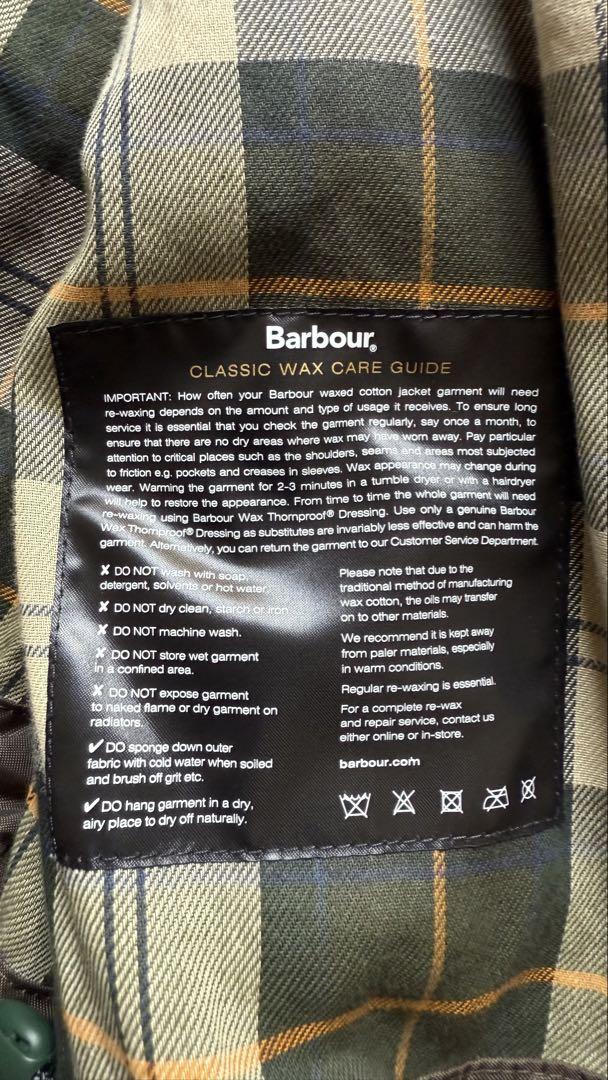 Barbour®
CLASSIC WAX CARE GUIDE
IMPORTANT: How often your Barbour waxed cotton jacket garment will need
re-waxing depends on the amount and type of usage it receives. To ensure long
service it is essential that you check the garment regularly, say once a month, to
ensure that there are no dry areas where wax may have worn away. Pay particular
attention to critical places such as the shoulders, seams and areas most subjected
to friction e.g. pockets and creases in sleeves. Wax appearance may change during
wear. Warming the garment for 2-3 minutes in a tumble dryer or with a hairdryer
will help to restore the appearance. From time to time the whole garment will need
re-waxing using Barbour Wax Thornproof® Dressing. Use only a genuine Barbour
Wax Thornproof® Dressing as substitutes are invariably less effective and can harm the
garment. Alternatively, you can return the garment to our Customer Service Department.
✘ DO NOT wash with soap,
detergent, solvents or hot water.
✘ DO NOT dry clean, starch or iron
✘ DO NOT machine wash.
✘ DO NOT store wet garment
in a confined area.
✘ DO NOT expose garment
to naked flame or dry garment on
radiators.
✔ DO sponge down outer
fabric with cold water when soiled
and brush off grit etc.
✔ DO hang garment in a dry,
airy place to dry off naturally.
Please note that due to the
traditional method of manufacturing
wax cotton, the oils may transfer
on to other materials.
We recommend it is kept away
from paler materials, especially
in warm conditions.
Regular re-waxing is essential.
For a complete re-wax
and repair service, contact us
either online or in-store.
barbour.com